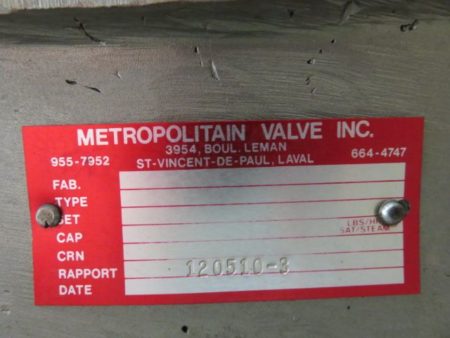 METROPOLITAIN VALVE INC.
3954, BOUL. LEMAN
955-7952 ST-VINCENT-DE-PAUL, LAVAL 664-4747
FAB.
TYPE
SET
LBS/HR
CAP SAT/STEAM
CRN
RAPPORT 120510-3
DATE